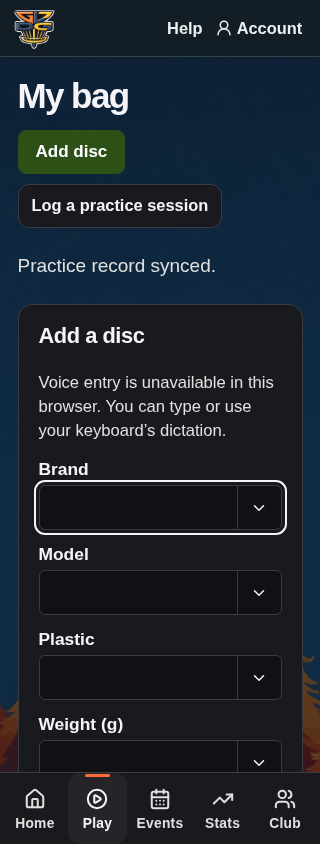 Help
Account
My bag
Add disc
Log a practice session
Practice record synced.
Add a disc
Voice entry is unavailable in this
browser. You can type or use
your keyboard’s dictation.
Brand
Model
Plastic
Weight (g)
Home
Play
Events
Stats
Club